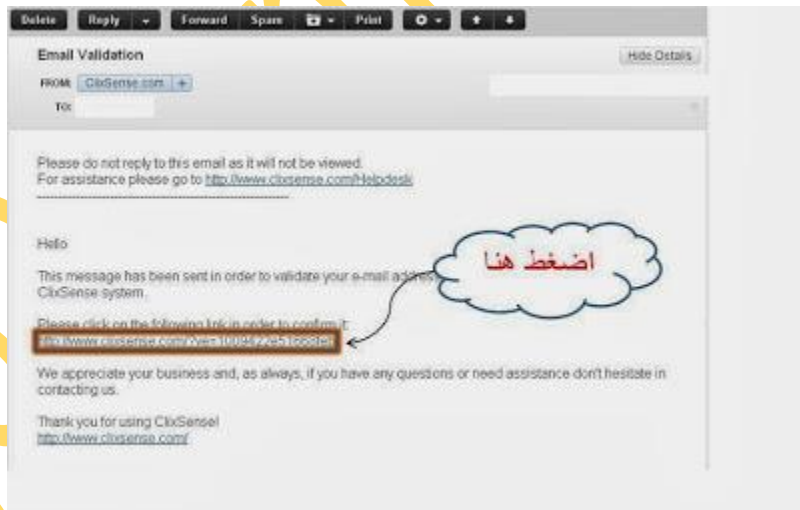 Delete Reply Forward Spam Print
Email Validation
Hide Details
FROM: ClixSense.com +
TO:
Please do not reply to this email as it will not be viewed.
For assistance please go to http://www.clixsense.com/Helpdesk
Hello
This message has been sent in order to validate your e-mail address
ClixSense system.
اضغط هنا
Please click on the following link in order to confirm it:
We appreciate your business and, as always, if you have any questions or need assistance don't hesitate in
contacting us.
Thank you for using ClixSense!
http://www.clixsense.com/